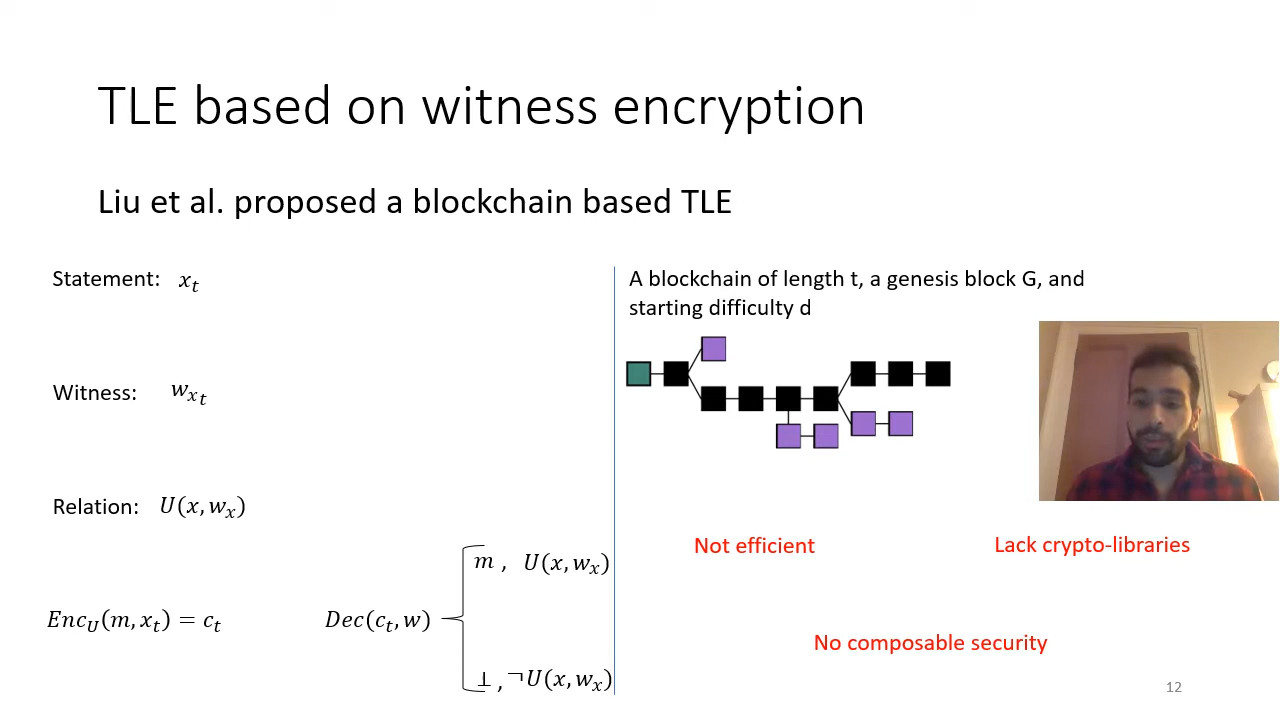 TLE based on witness encryption
Liu et al. proposed a blockchain based TLE
Statement: x_t
Witness: w_{x_t}
Relation: U(x, w_x)
Enc_U(m, x_t) = c_t
Dec(c_t, w)
m , U(x, w_x)
⊥ , ¬U(x, w_x)
A blockchain of length t, a genesis block G, and
starting difficulty d
Not efficient
Lack crypto-libraries
No composable security
12